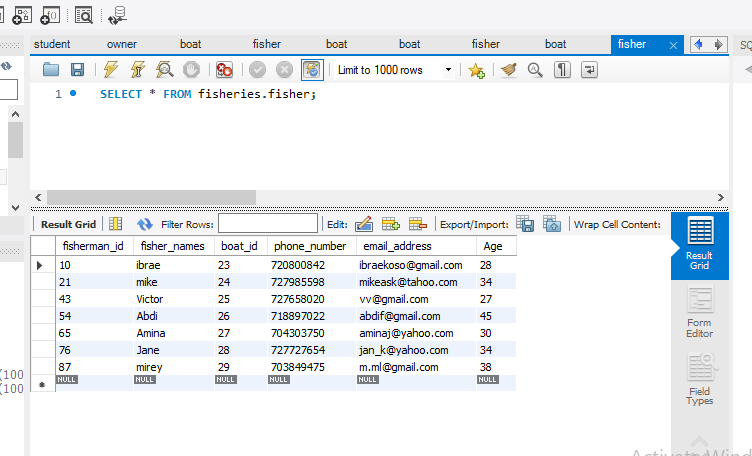 student owner boat fisher boat boat fisher boat fisher SQ
Limit to 1000 rows
1 SELECT * FROM fisheries.fisher;
Result Grid Filter Rows: Edit: Export/Import: Wrap Cell Content:
fisherman_id fisher_names boat_id phone_number email_address Age
10 ibrae 23 720800842 ibraekoso@gmail.com 28
21 mike 24 727985598 mikeask@tahoo.com 34
43 Victor 25 727658020 vv@gmail.com 27
54 Abdi 26 718897022 abdif@gmail.com 45
65 Amina 27 704303750 aminaj@yahoo.com 30
76 Jane 28 727727654 jan_k@yahoo.com 34
87 mirey 29 703849475 m.ml@gmail.com 38
NULL NULL NULL NULL NULL NULL
Result
Grid
Form
Editor
Field
Types
(100
(100